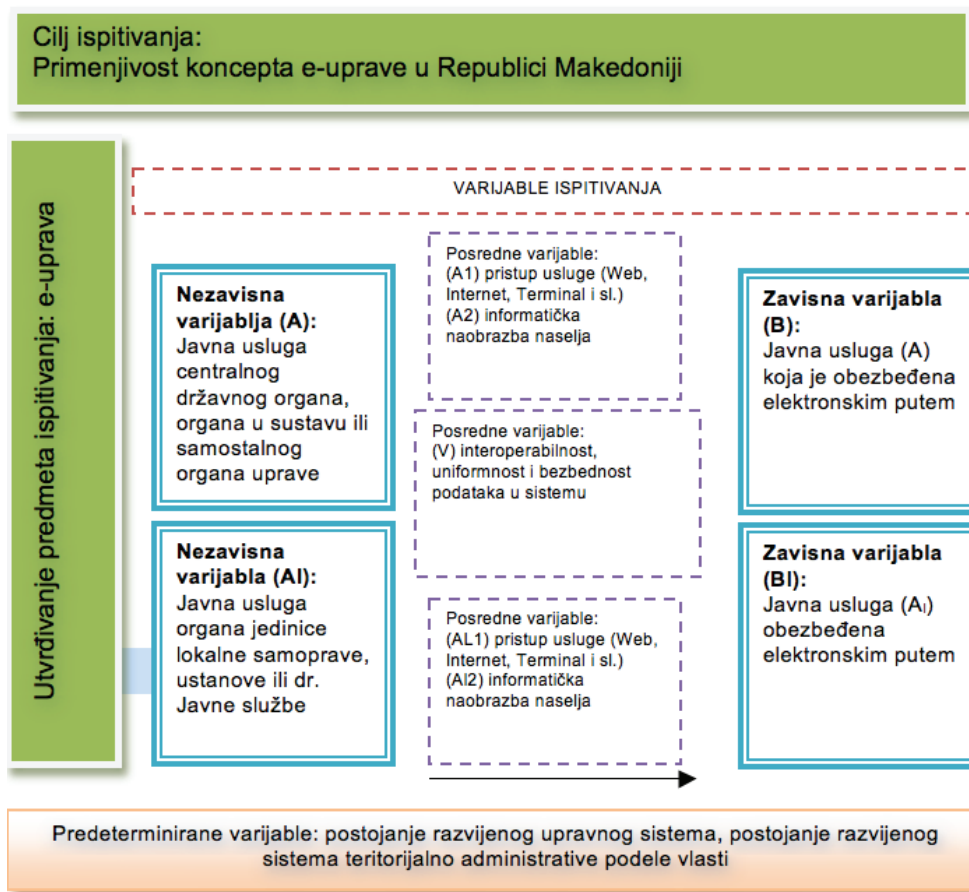 Cilj ispitivanja:
Primenjivost koncepta e-uprave u Republici Makedoniji
Utvrđivanje predmeta ispitivanja: e-uprava
VARIJABLE ISPITIVANJA
Nezavisna
varijablja (A):
Javna usluga
centralnog
državnog organa,
organa u sustavu ili
samostalnog
organa uprave
Nezavisna
varijabla (Al):
Javna usluga
organa jedinice
lokalne samoprave,
ustanove ili dr.
Javne službe
Posredne varijable:
(A1) pristup usluge (Web,
Internet, Terminal i sl.)
(A2) informatička
naobrazba naselja
Posredne varijable:
(V) interoperabilnost,
uniformnost i bezbednost
podataka u sistemu
Posredne varijable:
(AL1) pristup usluge (Web,
Internet, Terminal i sl.)
(Al2) informatička
naobrazba naselja
Zavisna varijabla
(B):
Javna usluga (A)
koja je obezbeđena
elektronskim putem
Zavisna varijabla
(Bl):
Javna usluga (Aₗ)
obezbeđena
elektronskim putem
Predeterminirane varijable: postojanje razvijenog upravnog sistema, postojanje razvijenog
sistema teritorijalno administrative podele vlasti